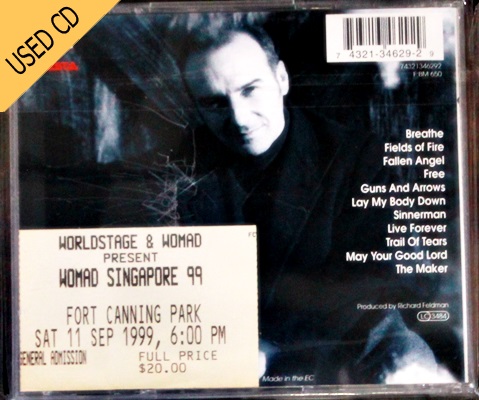 USED CD
7 4321-34629-2 9
74321346292
F:BM 650
Breathe
Fields of Fire
Fallen Angel
Free
Guns And Arrows
Lay My Body Down
Sinnerman
Live Forever
Trail Of Tears
May Your Good Lord
The Maker
Produced by Richard Feldman
LC 3484
WORLDSTAGE & WOMAD
PRESENT
WOMAD SINGAPORE 99
FORT CANNING PARK
SAT 11 SEP 1999, 6:00 PM
GENERAL ADMISSION
FULL PRICE
$20.00
Made in the EC